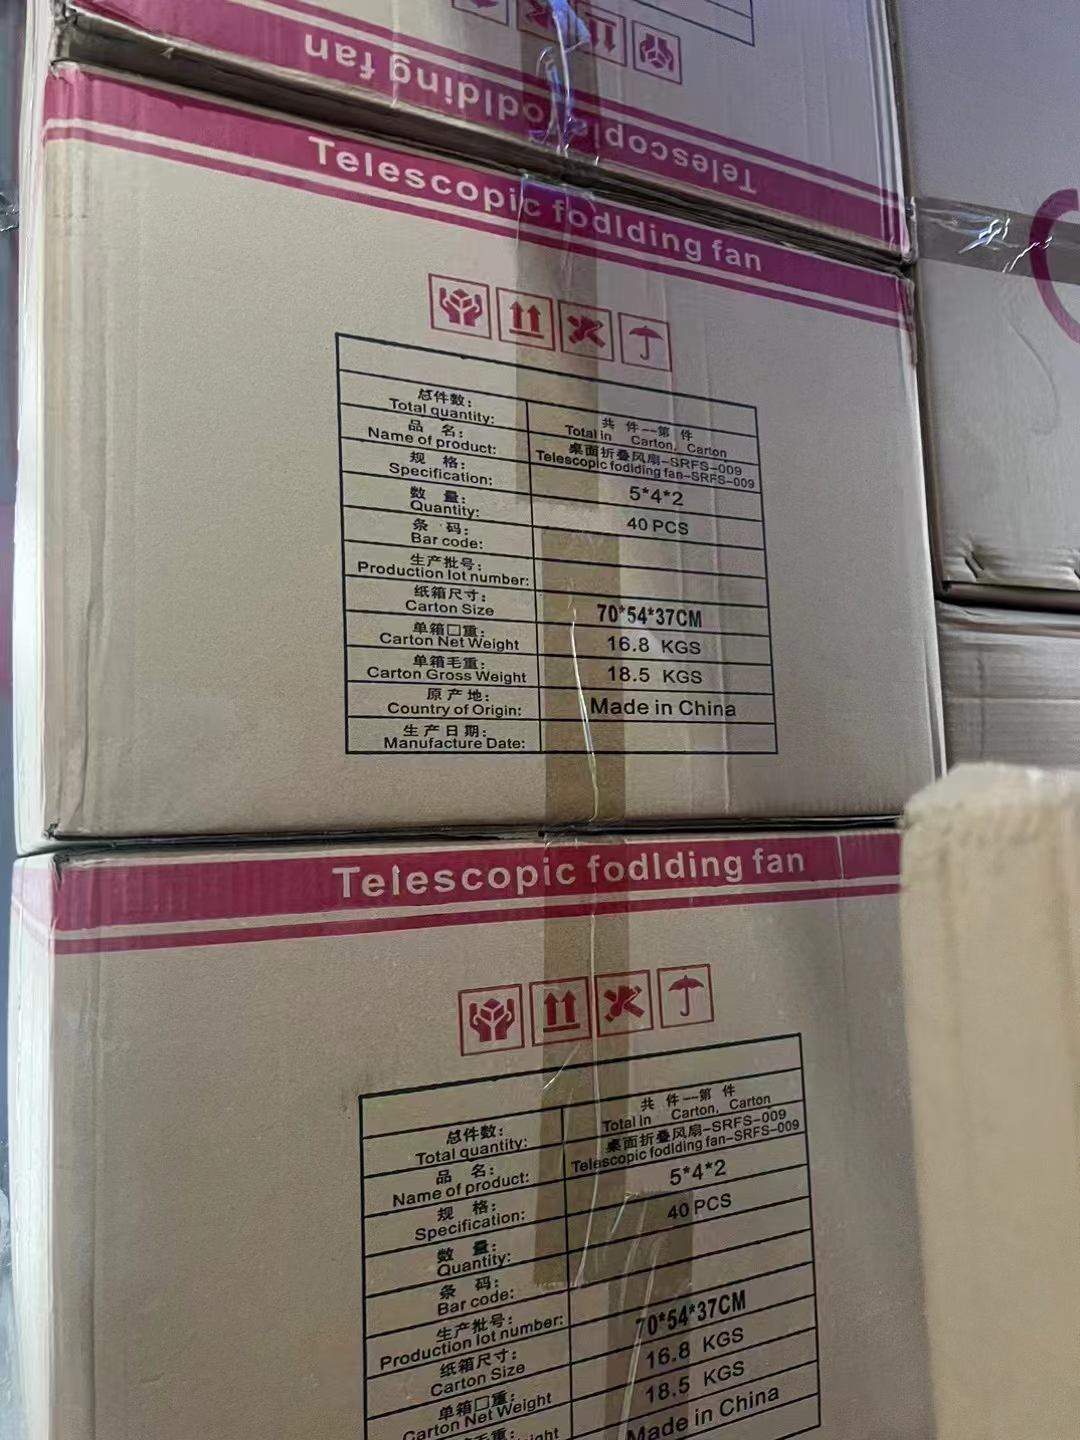 Telescopic fodlding fan
Telescopic fodlding fan
总件数:
Total quantity:
共 件--第 件
Total in Carton, Carton
品 名:
Name of product:
桌面折叠风扇-SRFS-009
Telescopic fodlding fan-SRFS-009
规 格:
Specification:
5*4*2
数 量:
Quantity:
40 PCS
条 码:
Bar code:
生产批号:
Production lot number:
纸箱尺寸:
Carton Size
70*54*37CM
单箱□重:
Carton Net Weight
16.8 KGS
单箱毛重:
Carton Gross Weight
18.5 KGS
原产地:
Country of Origin:
Made in China
生产日期:
Manufacture Date:
Telescopic fodlding fan
总件数:
Total quantity:
共 件--第 件
Total in Carton, Carton
品 名:
Name of product:
桌面折叠风扇-SRFS-009
Telescopic fodlding fan-SRFS-009
规 格:
Specification:
5*4*2
数 量:
Quantity:
40 PCS
条 码:
Bar code:
生产批号:
Production lot number:
纸箱尺寸:
Carton Size
70*54*37CM
单箱□重:
Carton Net Weight
16.8 KGS
18.5 KGS
Made in China